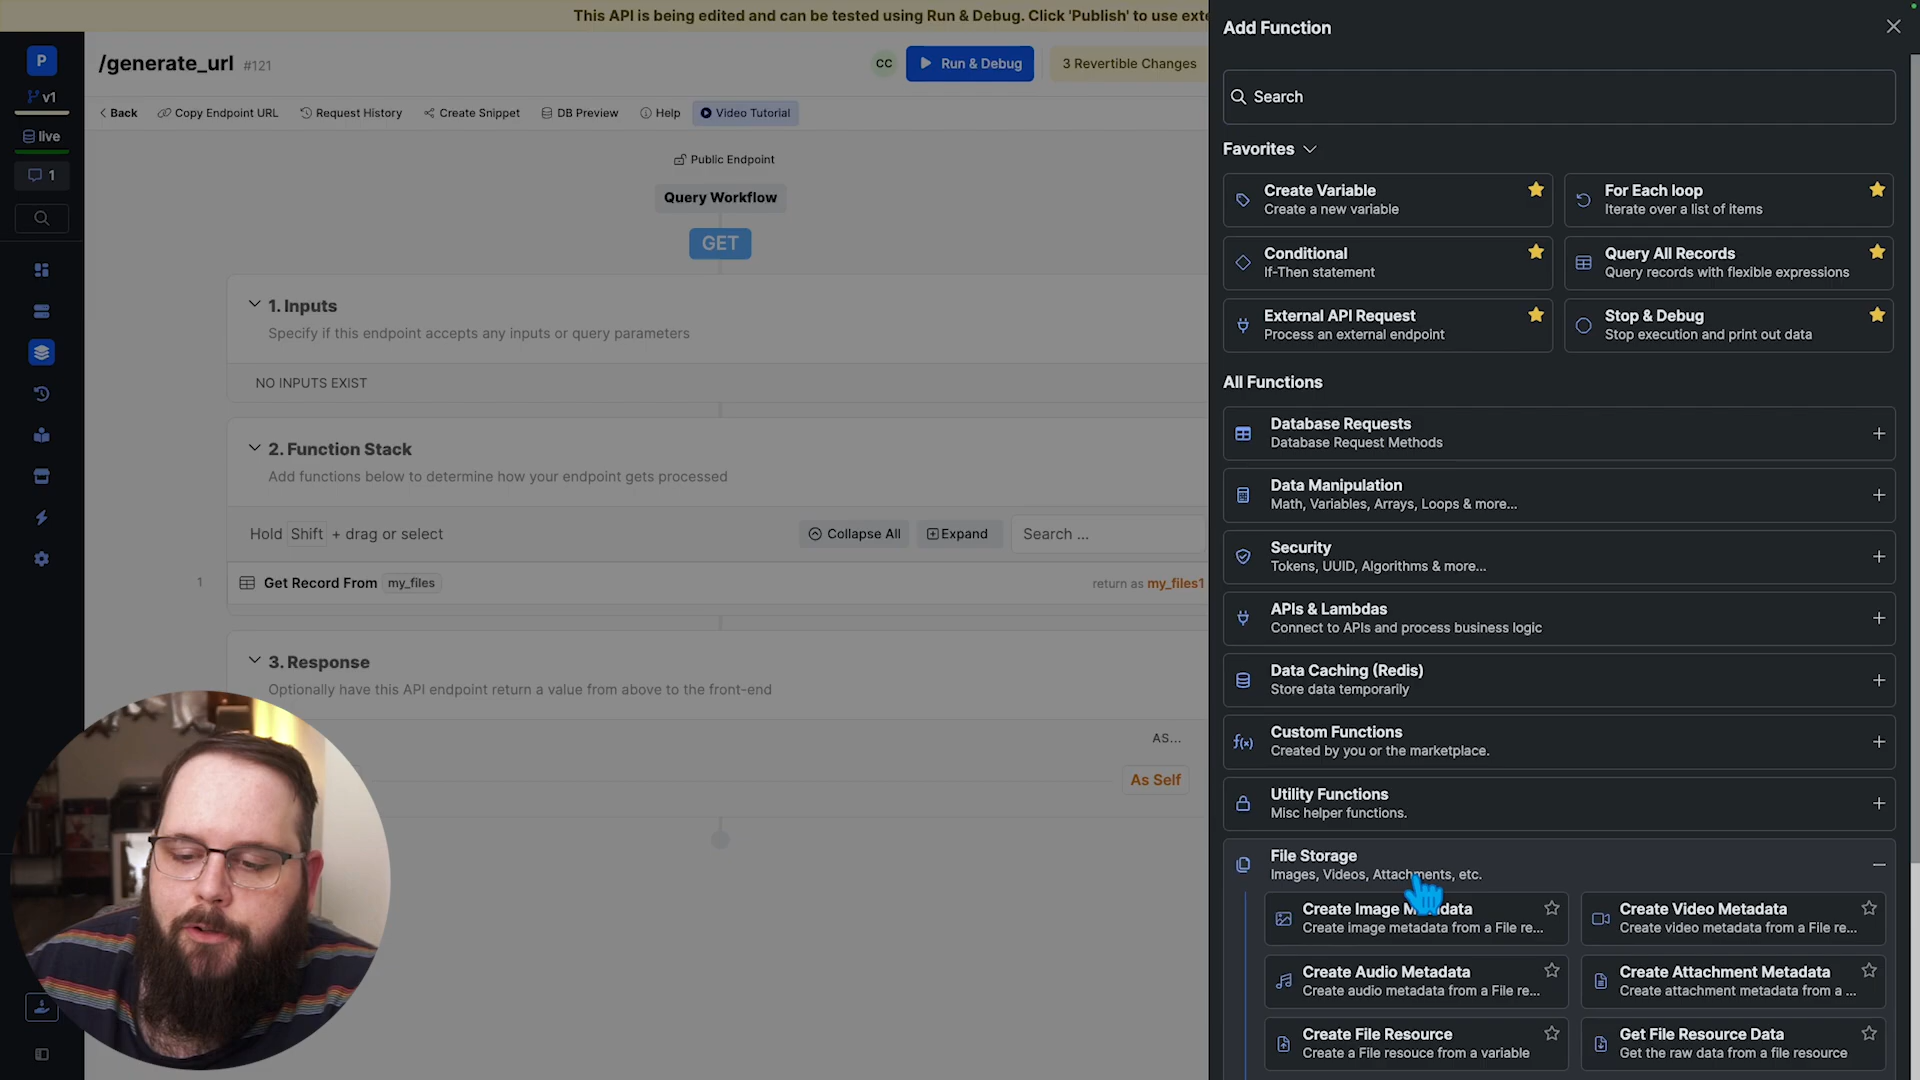 This API is being edited and can be tested using Run & Debug. Click 'Publish' to use exte
P
v1
live
1
/generate_url #121
CC
Run & Debug
3 Revertible Changes
Back
Copy Endpoint URL
Request History
Create Snippet
DB Preview
Help
Video Tutorial
Public Endpoint
Query Workflow
GET
1. Inputs
Specify if this endpoint accepts any inputs or query parameters
NO INPUTS EXIST
2. Function Stack
Add functions below to determine how your endpoint gets processed
Hold Shift + drag or select
Collapse All
Expand
Search ...
1 Get Record From my_files return as my_files1
3. Response
Optionally have this API endpoint return a value from above to the front-end
AS...
As Self
Add Function
Search
Favorites
Create Variable
Create a new variable
For Each loop
Iterate over a list of items
Conditional
If-Then statement
Query All Records
Query records with flexible expressions
External API Request
Process an external endpoint
Stop & Debug
Stop execution and print out data
All Functions
Database Requests
Database Request Methods
Data Manipulation
Math, Variables, Arrays, Loops & more...
Security
Tokens, UUID, Algorithms & more...
APIs & Lambdas
Connect to APIs and process business logic
Data Caching (Redis)
Store data temporarily
Custom Functions
Created by you or the marketplace.
Utility Functions
Misc helper functions.
File Storage
Images, Videos, Attachments, etc.
Create Image Metadata
Create image metadata from a File re...
Create Video Metadata
Create video metadata from a File re...
Create Audio Metadata
Create audio metadata from a File re...
Create Attachment Metadata
Create attachment metadata from a ...
Create File Resource
Create a File resouce from a variable
Get File Resource Data
Get the raw data from a file resource